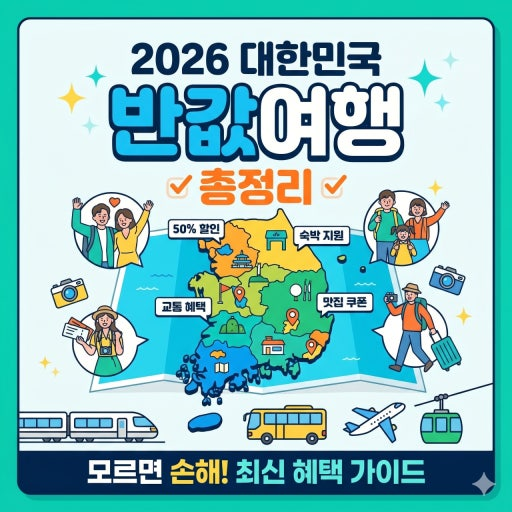 2026 대한민국
반값여행
총정리
50% 할인
숙박 지원
교통 혜택
맛집 쿠폰
모르면 손해! 최신 혜택 가이드